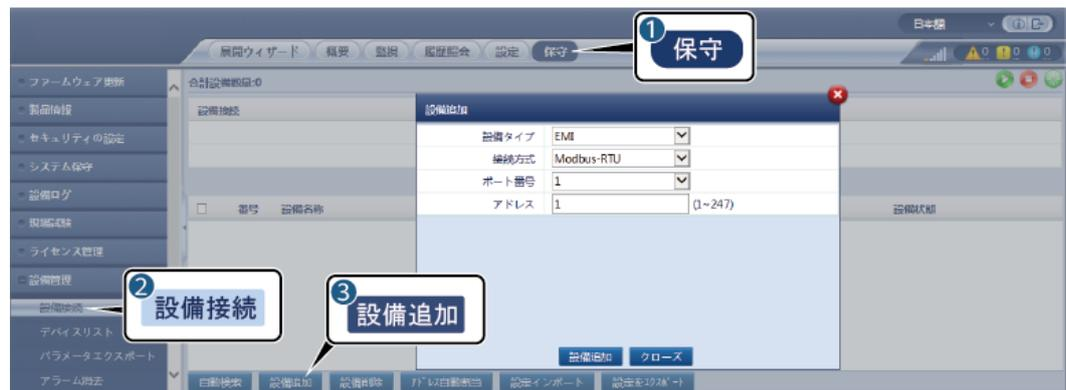 日本語
展開ウィザード 概要 監視 履歴照会 設定 保守
1 保守
0 0 0
ファームウェア更新
合計設備数量:0
製品情報
設備接続
設備追加
セキュリティの設定
設備タイプ EMI
システム保守
接続方式 Modbus-RTU
設備ログ
ポート番号 1
番号 設備名称
アドレス 1 (1~247)
設備状態
現場試験
ライセンス管理
設備管理
2 設備接続
3 設備追加
設備接続
デバイスリスト
パラメータエクスポート
設備追加 クローズ
アラーム消去
自動検索 設備追加 設備削除 アドレス自動割当 設定インポート 設定をエクスポート